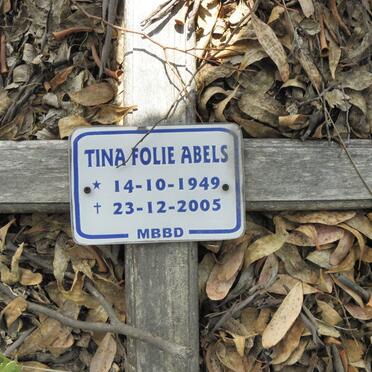 TINA FOLIE ABELS
★ 14-10-1949
† 23-12-2005
MBBD